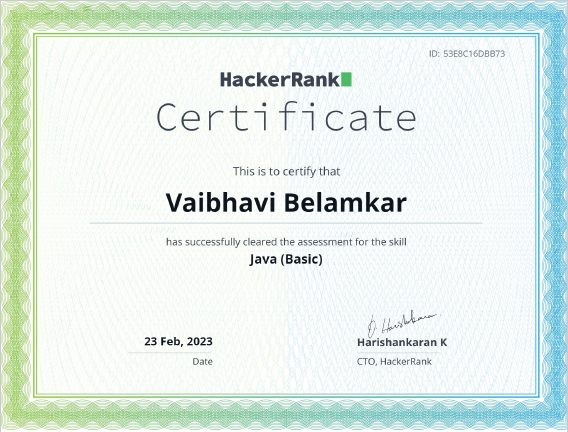 ID: 53E8C16DBB73
HackerRank
Certificate
This is to certify that
Vaibhavi Belamkar
has successfully cleared the assessment for the skill
Java (Basic)
23 Feb, 2023
Date
Harishankaran K
CTO, HackerRank